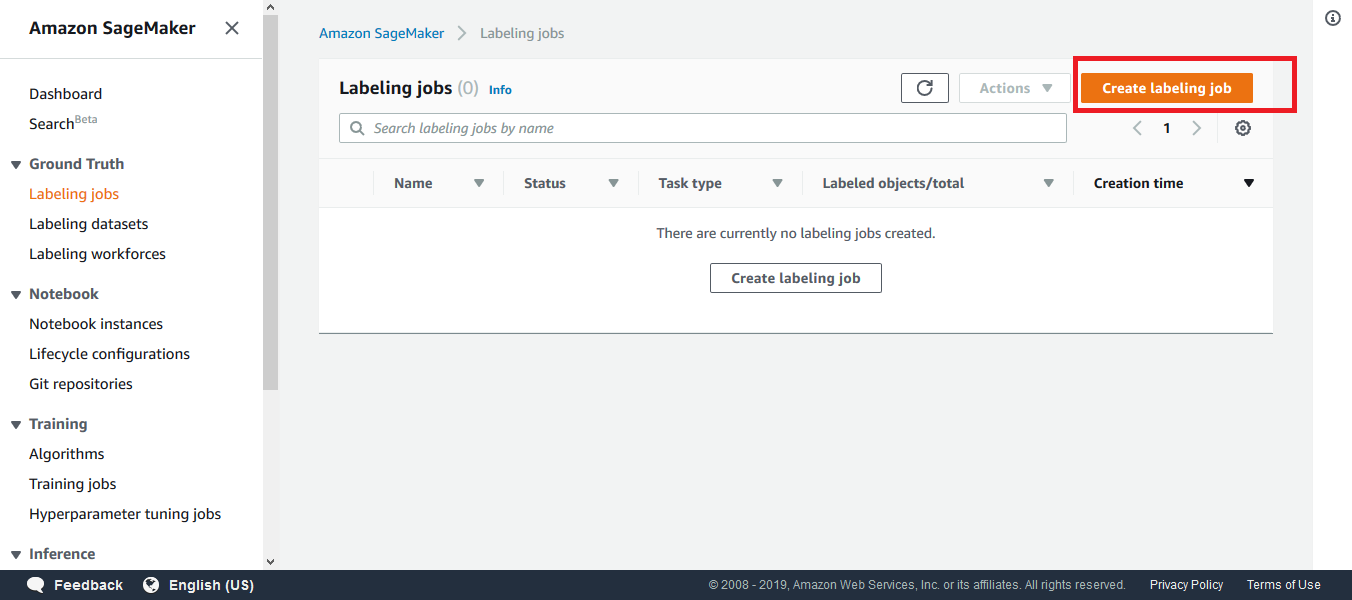 Amazon SageMaker
Dashboard
Search Beta
Ground Truth
Labeling jobs
Labeling datasets
Labeling workforces
Notebook
Notebook instances
Lifecycle configurations
Git repositories
Training
Algorithms
Training jobs
Hyperparameter tuning jobs
Inference
Amazon SageMaker Labeling jobs
Labeling jobs (0) Info
Actions
Create labeling job
Search labeling jobs by name
1
Name Status Task type Labeled objects/total Creation time
There are currently no labeling jobs created.
Create labeling job
Feedback English (US) © 2008 - 2019, Amazon Web Services, Inc. or its affiliates. All rights reserved. Privacy Policy Terms of Use